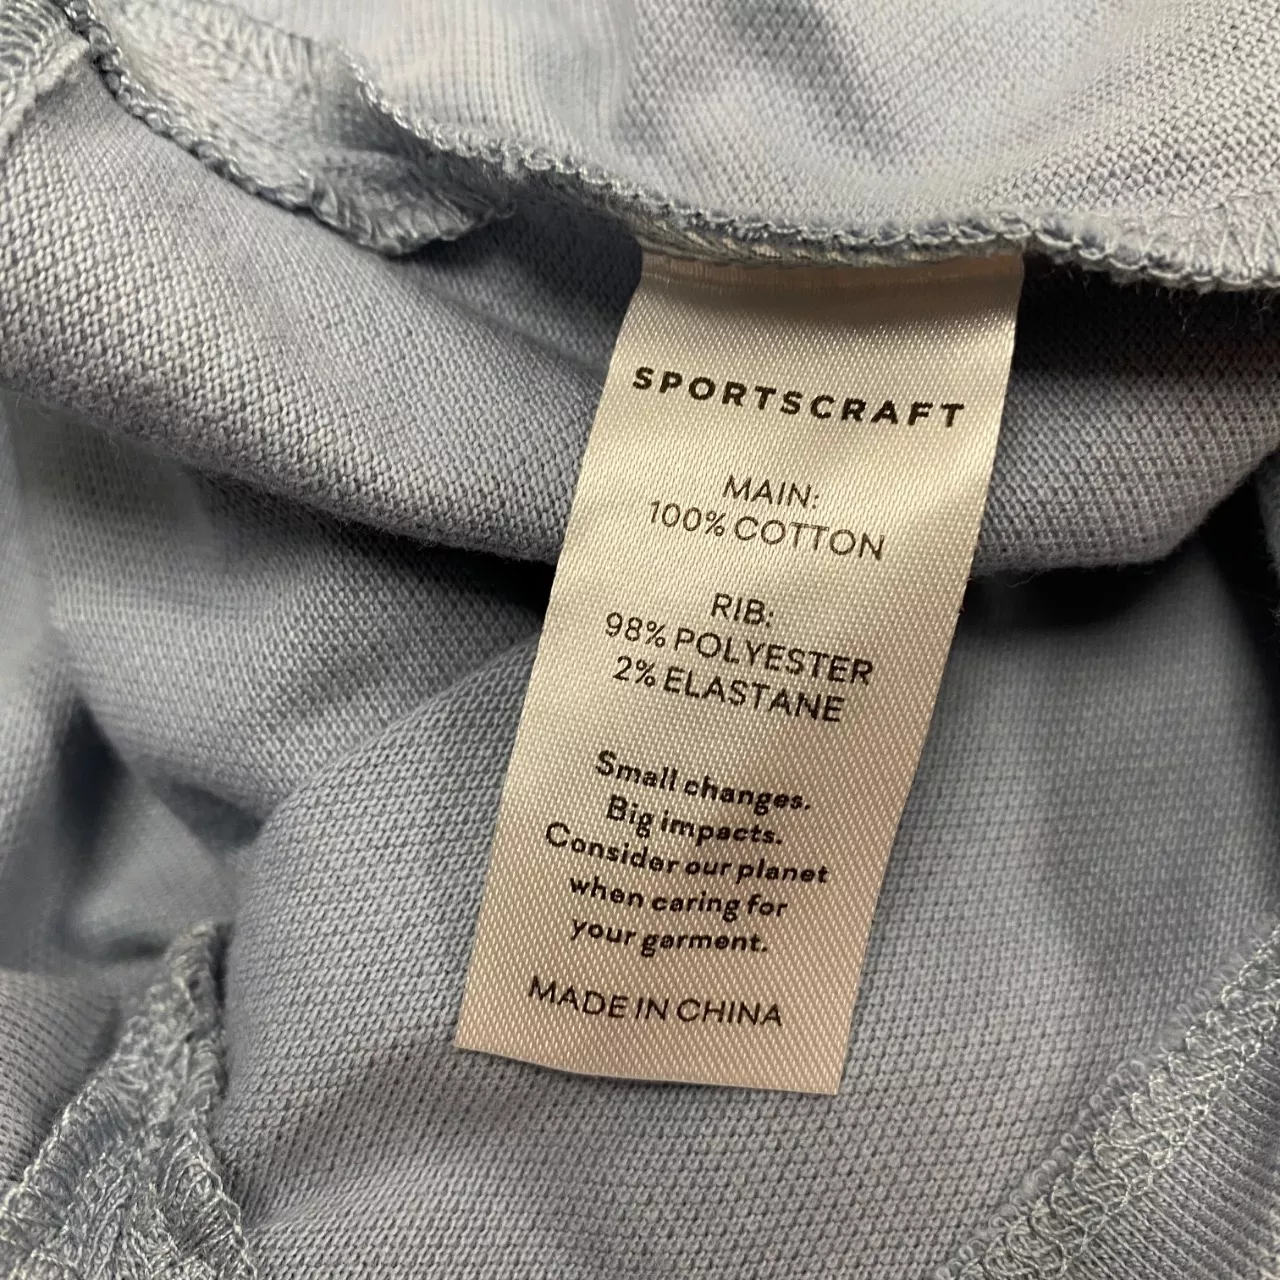 SPORTSCRAFT
MAIN:
100% COTTON
RIB:
98% POLYESTER
2% ELASTANE
Small changes.
Big impacts.
Consider our planet
when caring for
your garment.
MADE IN CHINA